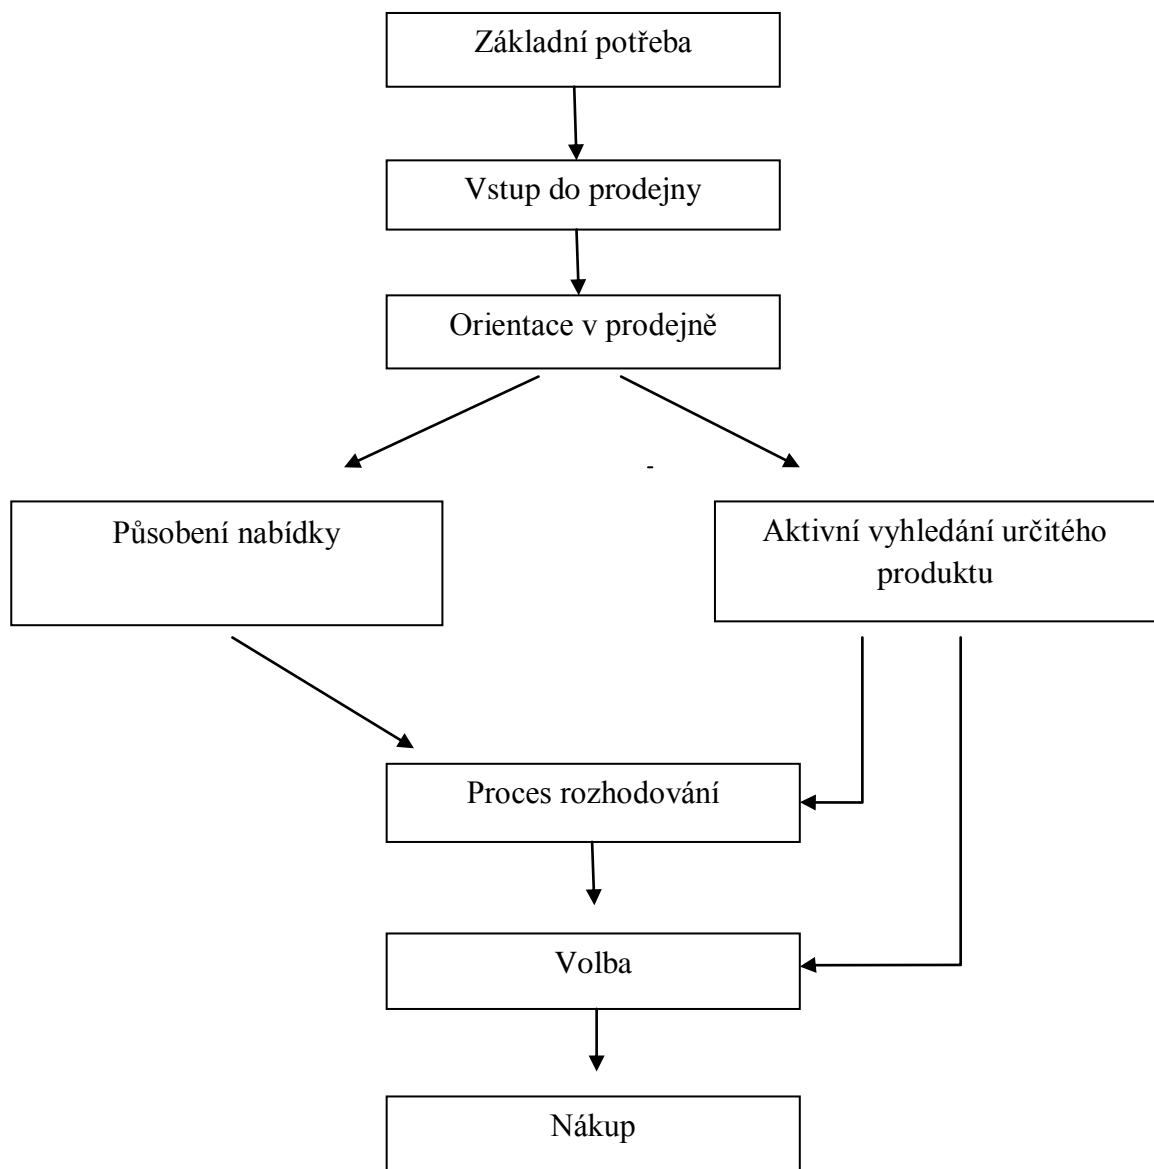 Základní potřeba
Vstup do prodejny
Orientace v prodejně
-
Působení nabídky
Aktivní vyhledání určitého
produktu
Proces rozhodování
Volba
Nákup